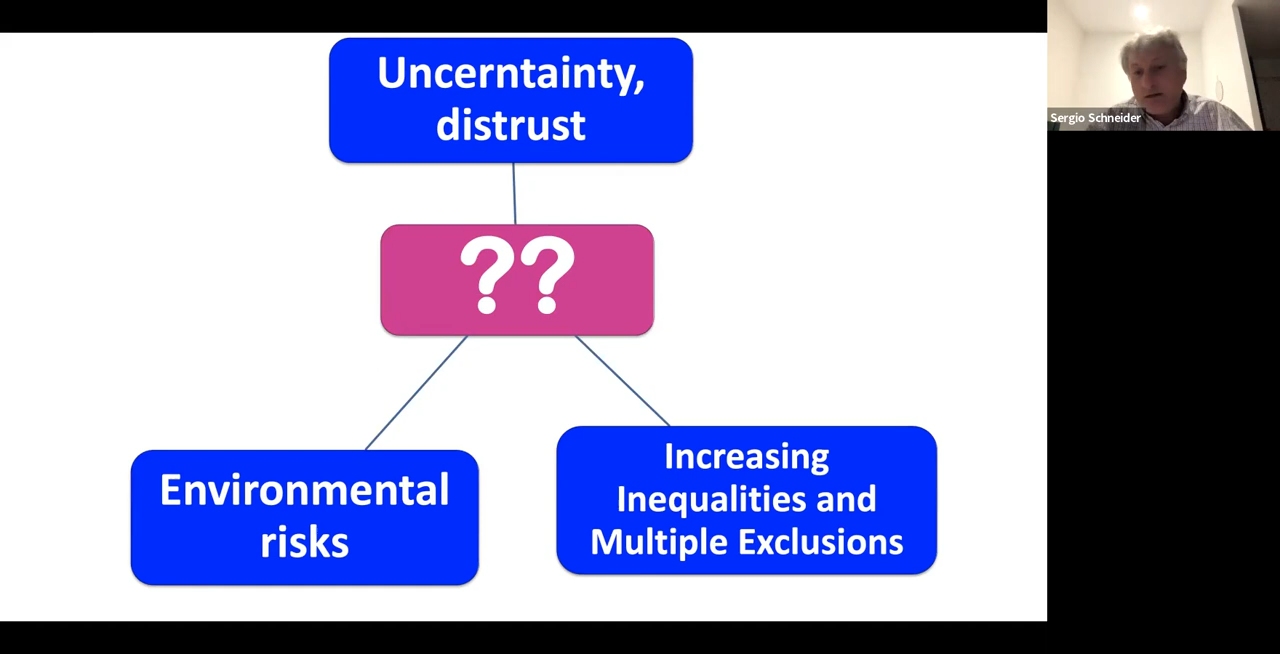 Uncerntainty,
distrust
??
Environmental
risks
Increasing
Inequalities and
Multiple Exclusions
Sergio Schneider